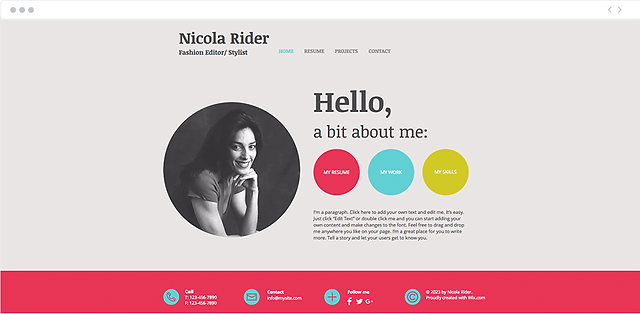 Nicola Rider
Fashion Editor/ Stylist
HOME RESUME PROJECTS CONTACT
Hello,
a bit about me:
MY RESUME MY WORK MY SKILLS
I'm a paragraph. Click here to add your own text and edit me. It's easy.
Just click "Edit Text" or double click me and you can start adding your
own content and make changes to the font. Feel free to drag and drop
me anywhere you like on your page. I'm a great place for you to write
more. Tell a story and let your users get to know you.
Call
T: 123-456-7890
F: 123-456-7890
Contact
info@mysite.com
Follow me
© 2023 by Nicola Rider.
Proudly created with Wix.com